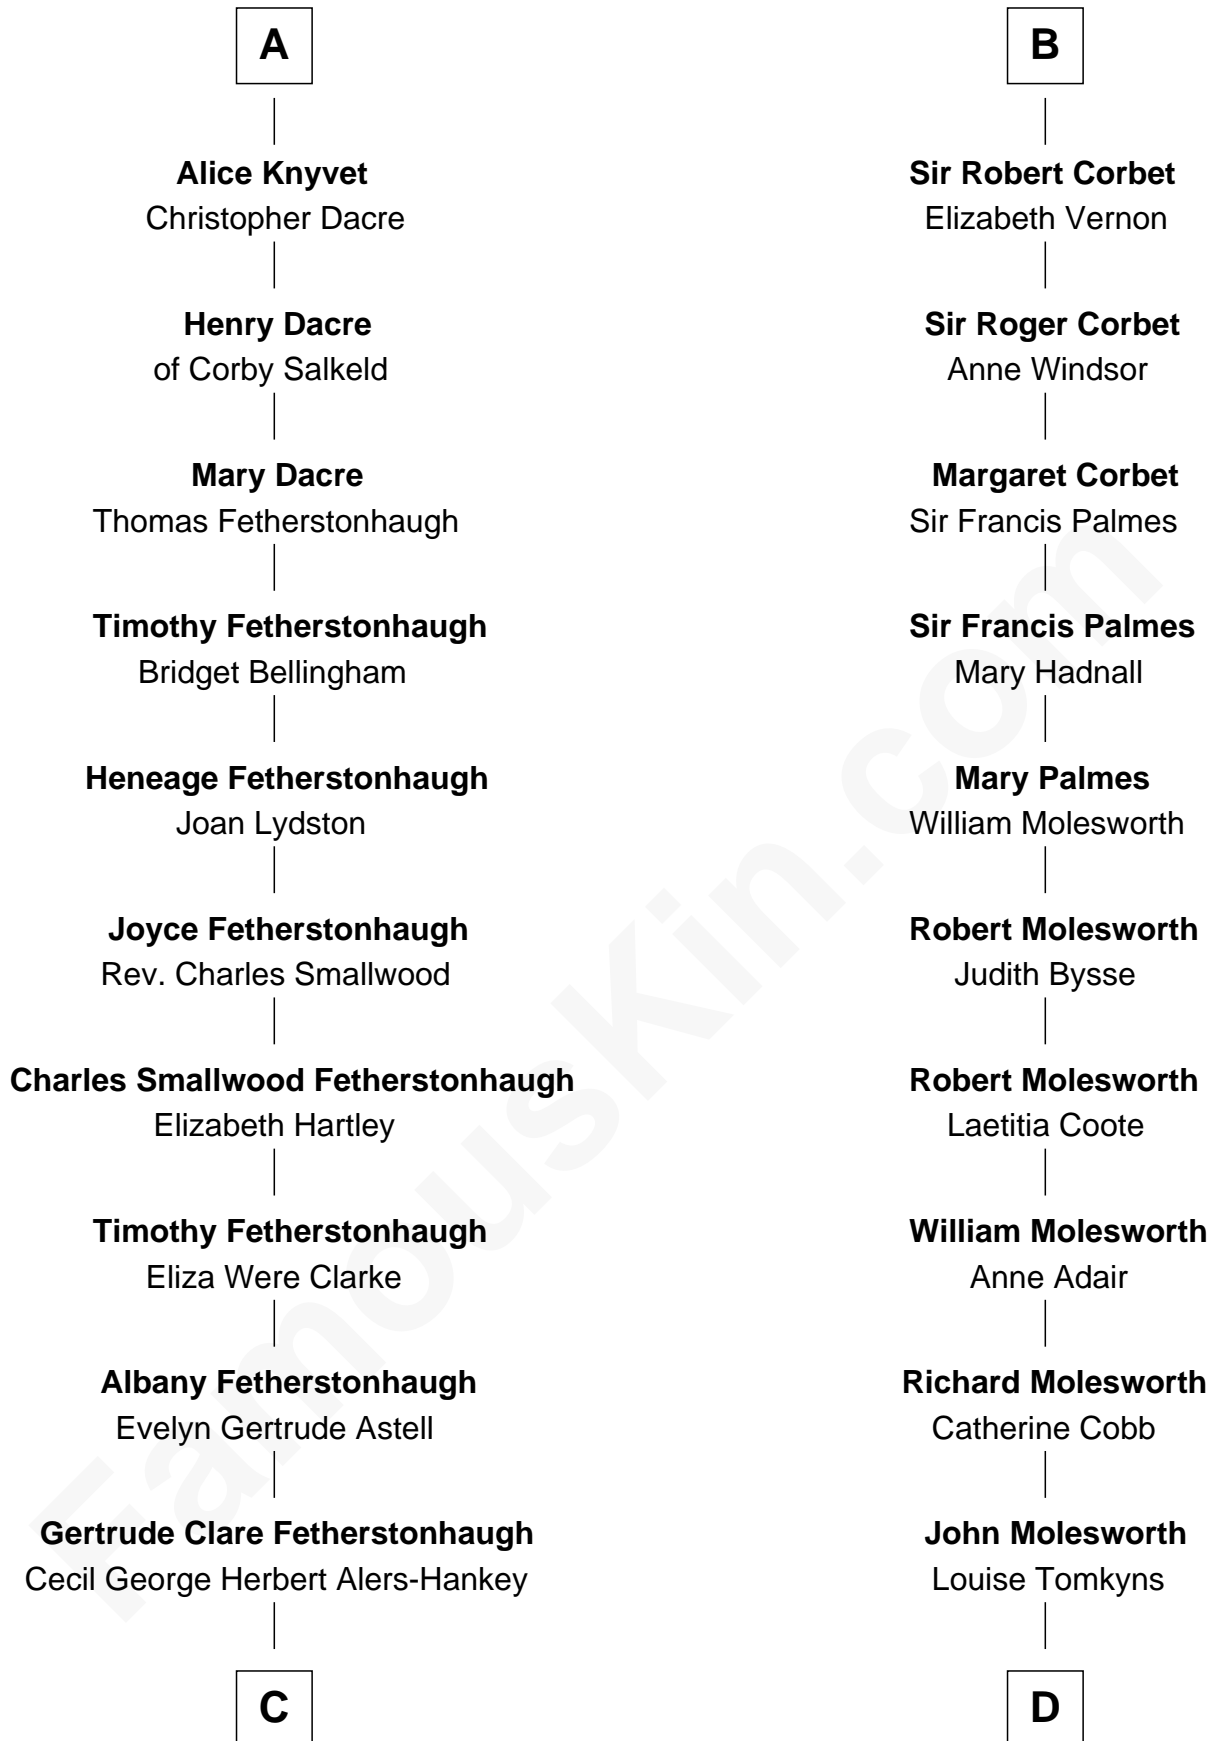 A
Alice Knyvet
Christopher Dacre
Henry Dacre
of Corby Salkeld
Mary Dacre
Thomas Fetherstonhaugh
Timothy Fetherstonhaugh
Bridget Bellingham
Heneage Fetherstonhaugh
Joan Lydston
Joyce Fetherstonhaugh
Rev. Charles Smallwood
Charles Smallwood Fetherstonhaugh
Elizabeth Hartley
Timothy Fetherstonhaugh
Eliza Were Clarke
Albany Fetherstonhaugh
Evelyn Gertrude Astell
Gertrude Clare Fetherstonhaugh
Cecil George Herbert Alers-Hankey
C
B
Sir Robert Corbet
Elizabeth Vernon
Sir Roger Corbet
Anne Windsor
Margaret Corbet
Sir Francis Palmes
Sir Francis Palmes
Mary Hadnall
Mary Palmes
William Molesworth
Robert Molesworth
Judith Bysse
Robert Molesworth
Laetitia Coote
William Molesworth
Anne Adair
Richard Molesworth
Catherine Cobb
John Molesworth
Louise Tomkyns
D
FamousKin.com